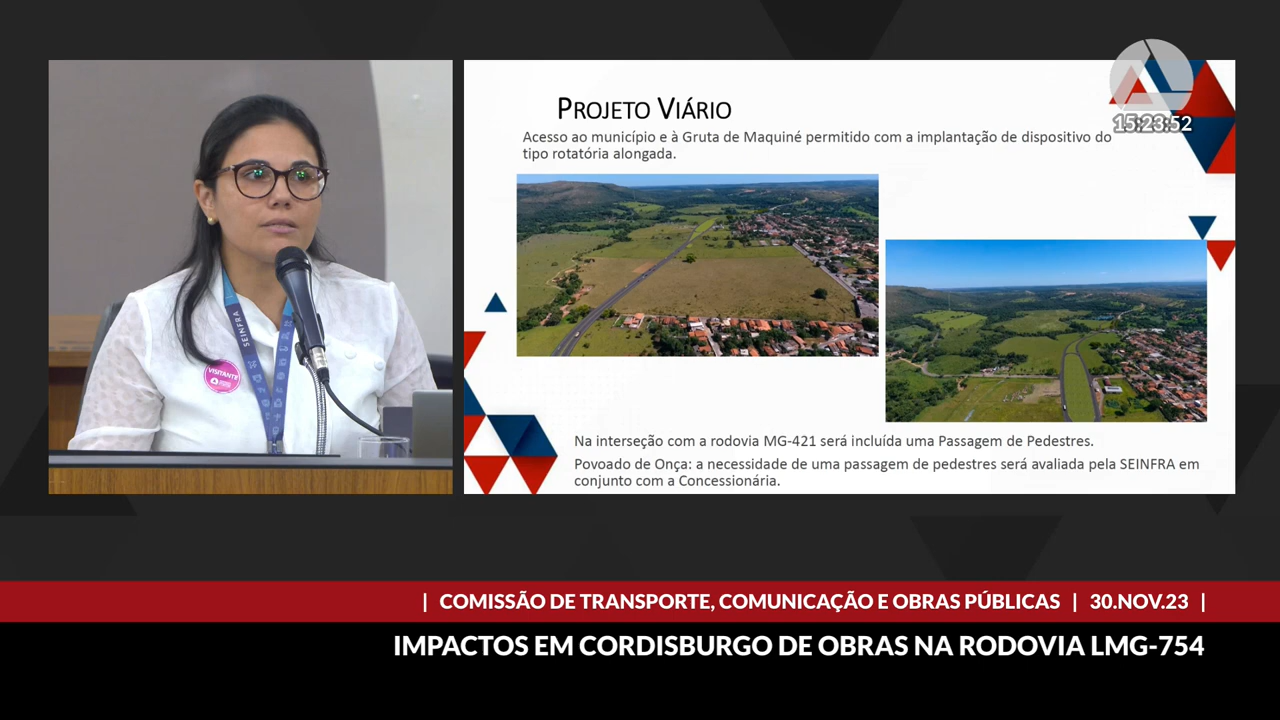 SEINFRA
VISITANTE
PROJETO VIÁRIO
15:23:52
Acesso ao município e à Gruta de Maquiné permitido com a implantação de dispositivo do
tipo rotatória alongada.
Na interseção com a rodovia MG-421 será incluída uma Passagem de Pedestres.
Povoado de Onça: a necessidade de uma passagem de pedestres será avaliada pela SEINFRA em
conjunto com a Concessionária.
| COMISSÃO DE TRANSPORTE, COMUNICAÇÃO E OBRAS PÚBLICAS | 30.NOV.23 |
IMPACTOS EM CORDISBURGO DE OBRAS NA RODOVIA LMG-754